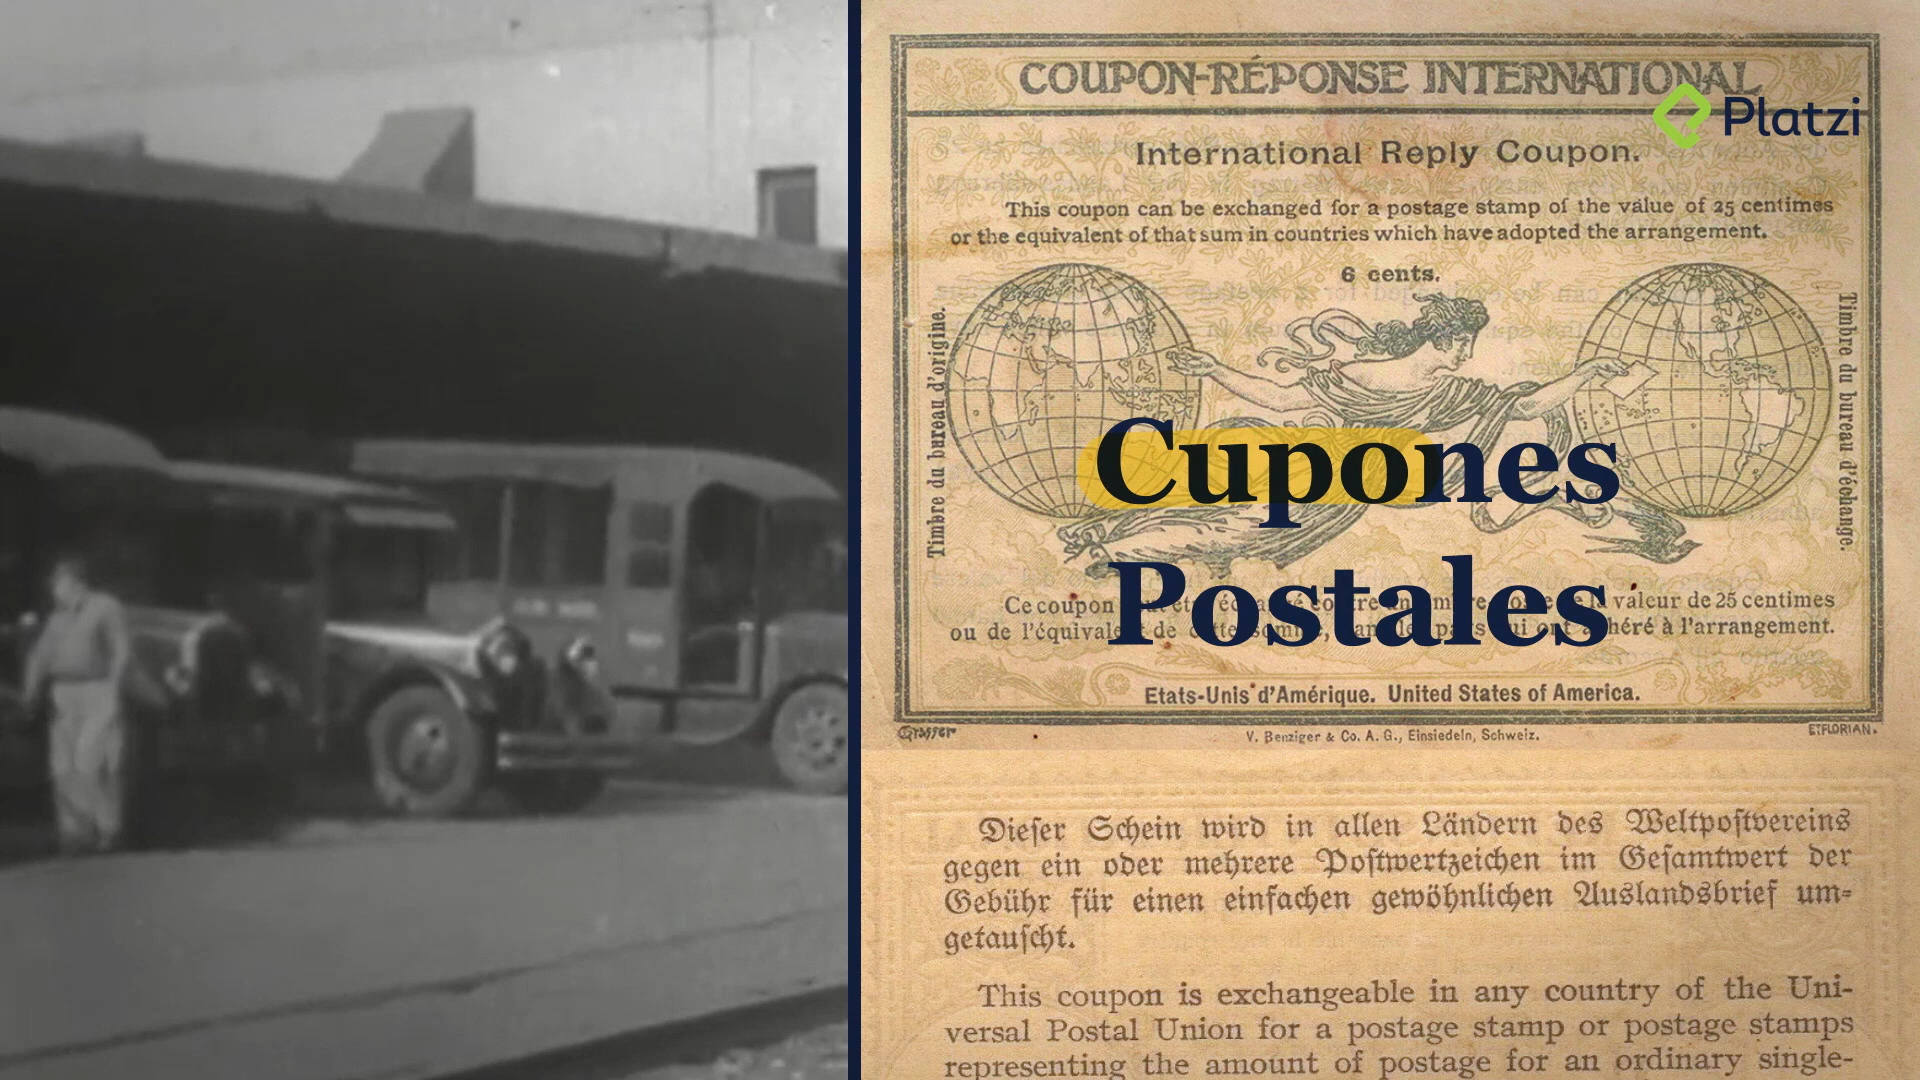 COUPON-RÉPONSE INTERNATIONAL
Platzi
International Reply Coupon.
This coupon can be exchanged for a postage stamp of the value of 25 centimes
or the equivalent of that sum in countries which have adopted the arrangement.
6 cents.
Timbre du bureau d'origine.
Timbre du bureau d'échange.
Cupones
Postales
Ce coupon valeur de 25 centimes
ou de l'équivalent de à l'arrangement.
Etats-Unis d'Amérique. United States of America.
V. Benziger & Co. A. G., Einsiedeln, Schweiz.
E. FLORIAN.
Dieſer Schein wird in allen Ländern des Weltpoſtvereins
gegen ein oder mehrere Poſtwertzeichen im Geſamtwert der
Gebühr für einen einfachen gewöhnlichen Auslandsbrief um=
getauſcht.
This coupon is exchangeable in any country of the Uni-
versal Postal Union for a postage stamp or postage stamps
representing the amount of postage for an ordinary single-